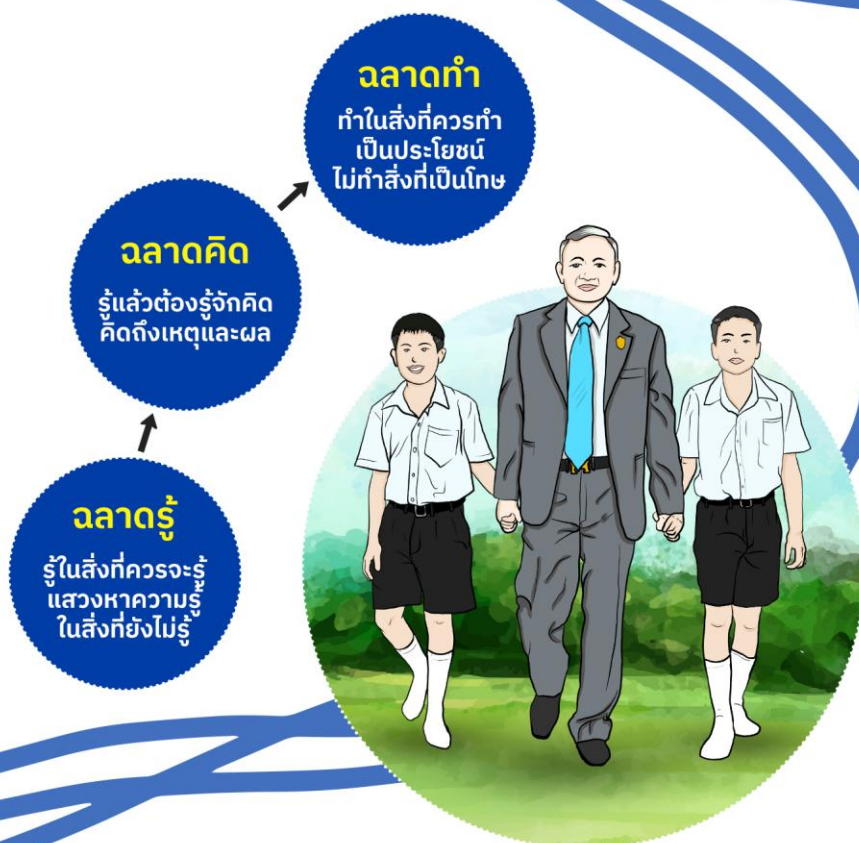 ฉลาดทำ
ทำในสิ่งที่ควรทำ
เป็นประโยชน์
ไม่ทำสิ่งที่เป็นโทษ
ฉลาดคิด
รู้แล้วต้องรู้จักคิด
คิดถึงเหตุและผล
ฉลาดรู้
รู้ในสิ่งที่ควรจะรู้
แสวงหาความรู้
ในสิ่งที่ยังไม่รู้